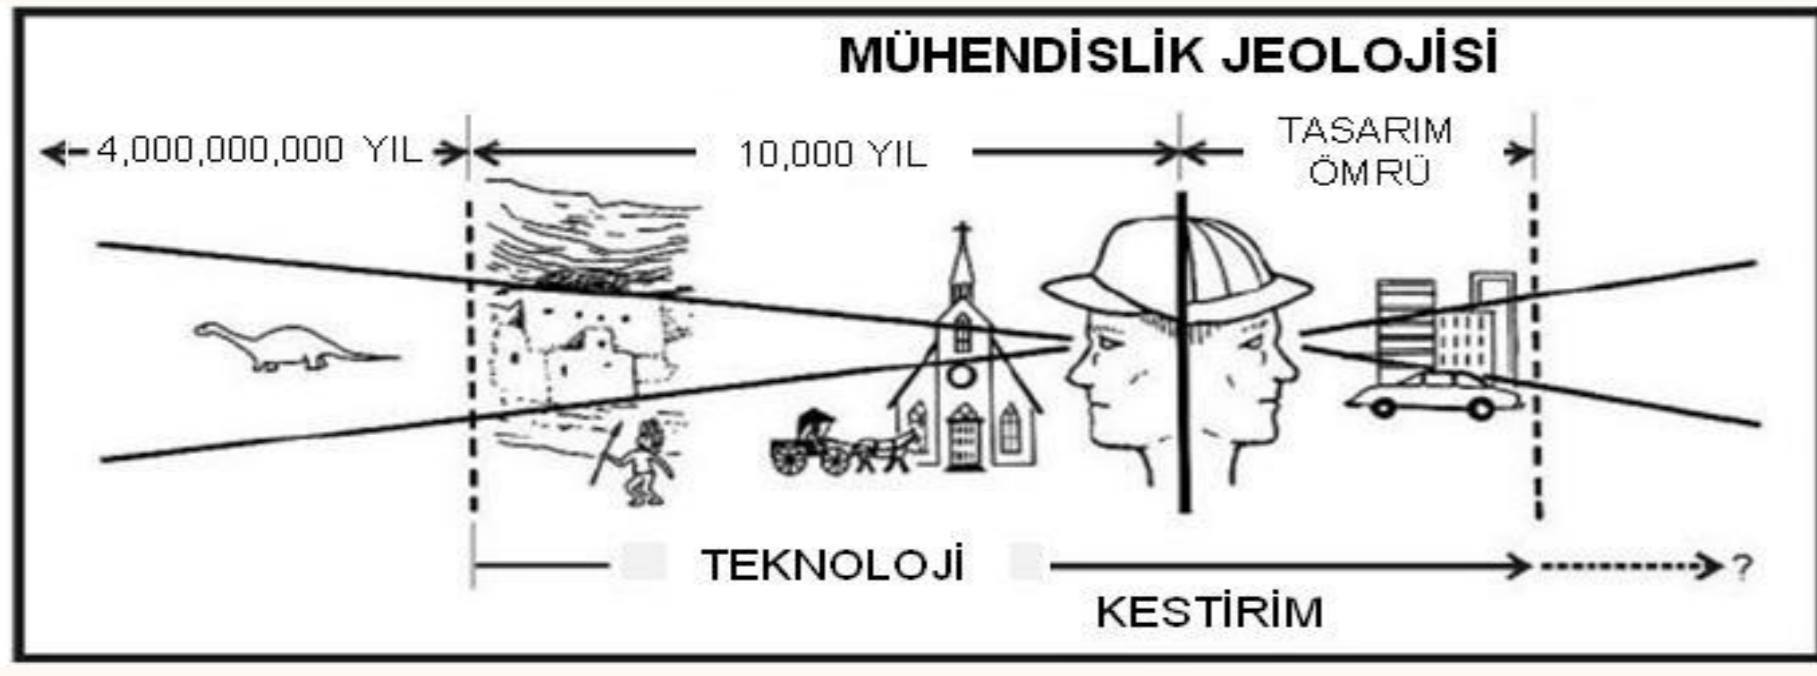 MÜHENDİSLİK JEOLOJİSİ
4,000,000,000 YIL
10,000 YIL
TASARIM
ÖMRÜ
TEKNOLOJİ
?
KESTİRİM